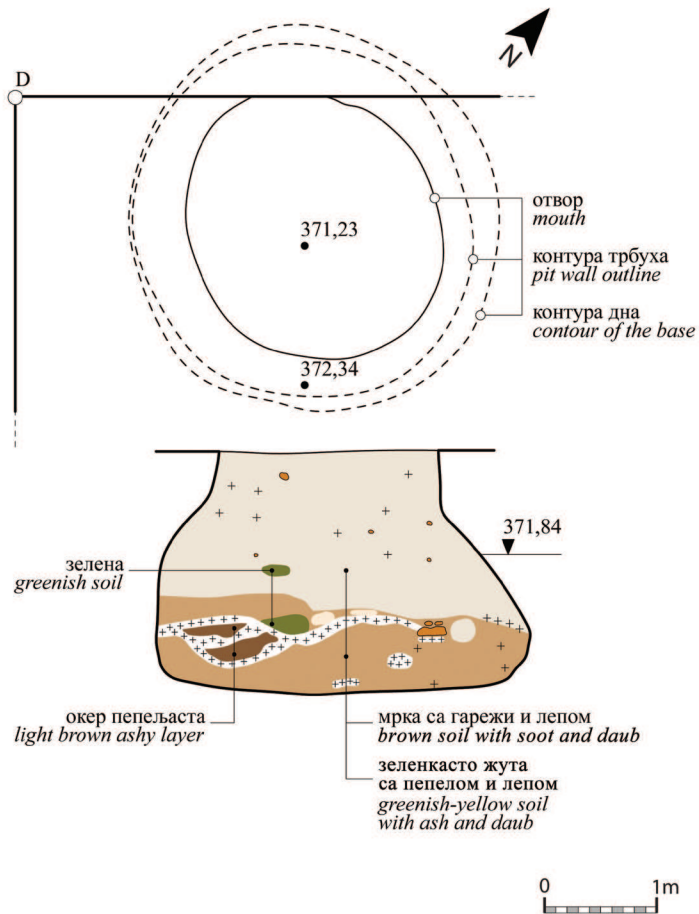 N
D
отвор
mouth
371,23
контура трбуха
pit wall outline
контура дна
contour of the base
372,34
371,84
зелена
greenish soil
окер пепељаста
light brown ashy layer
мрка са гарежи и лепом
brown soil with soot and daub
зеленкасто жута
са пепелом и лепом
greenish-yellow soil
with ash and daub
0 1m